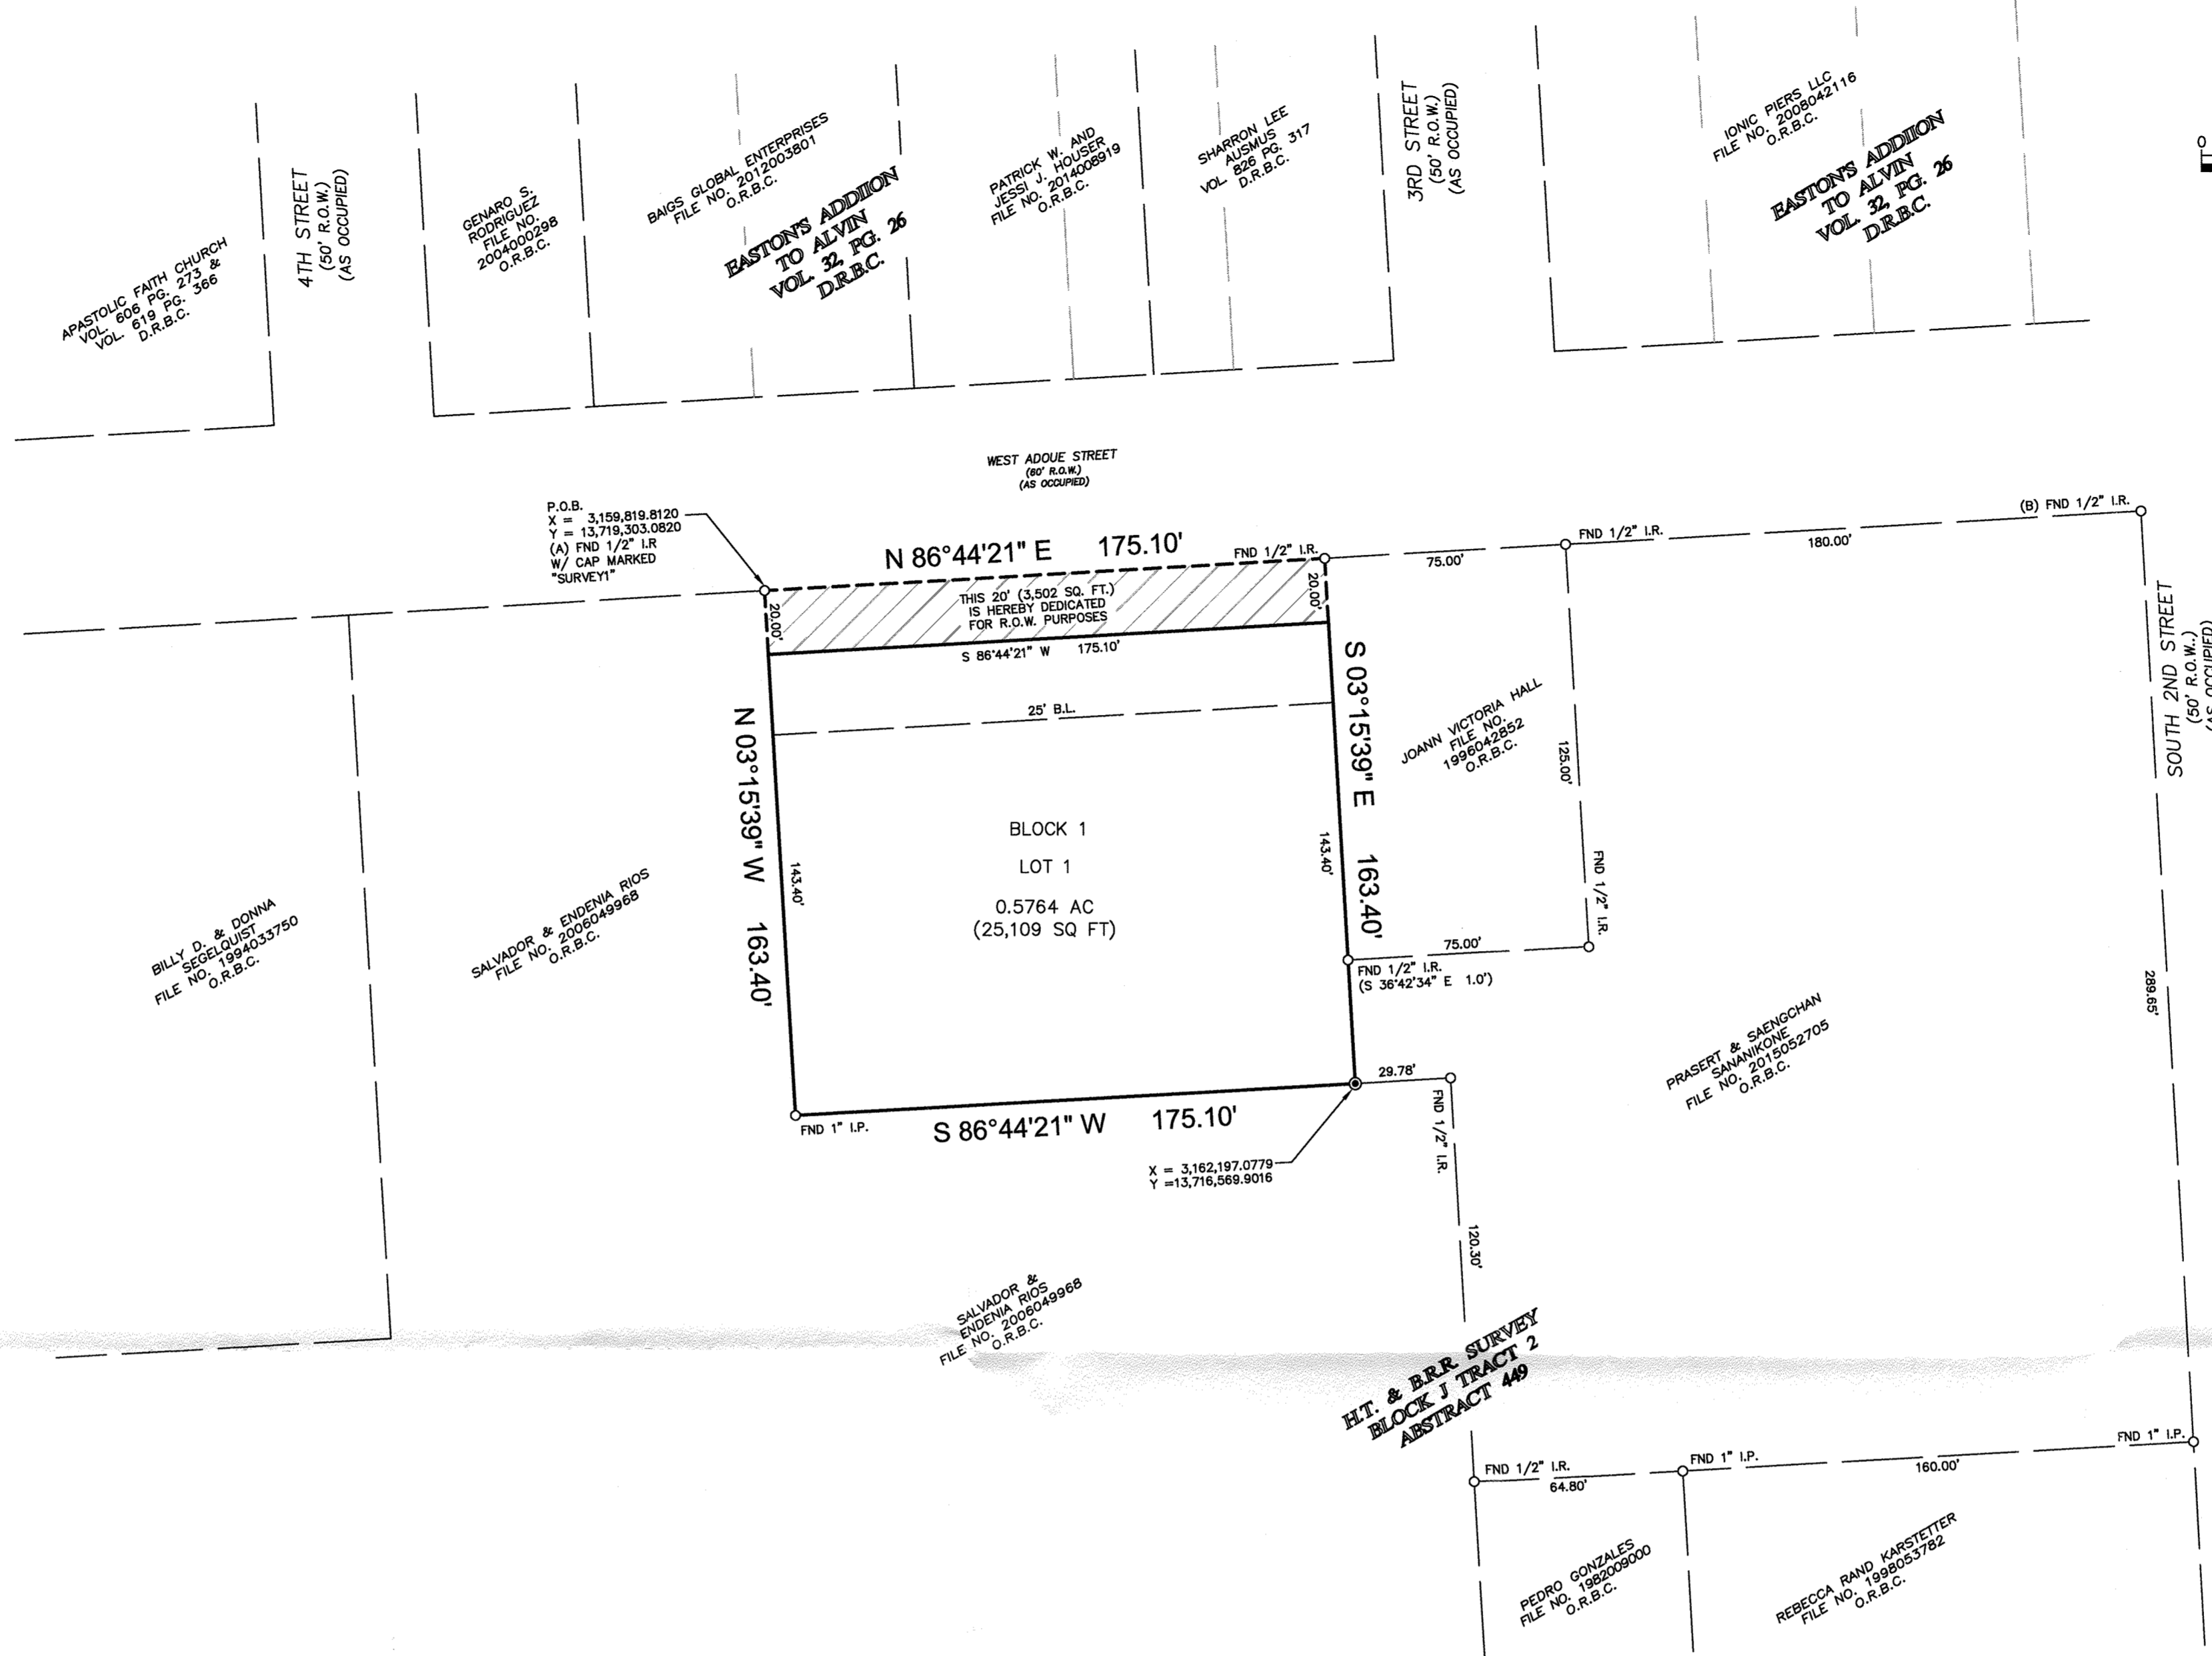 APASTOLIC FAITH CHURCH
VOL. 606 PG. 273 &
VOL. 619 PG. 366
D.R.B.C.
4TH STREET
(50' R.O.W.)
(AS OCCUPIED)
GENARO S.
RODRIGUEZ
FILE NO.
2004000298
O.R.B.C.
BAIGS GLOBAL ENTERPRISES
FILE NO. 2012003801
O.R.B.C.
EASTON'S ADDIION
TO ALVIN
VOL. 32, PG. 26
D.R.B.C.
PATRICK W. AND
JESSI J. HOUSER
FILE NO. 2014008919
O.R.B.C.
SHARRON LEE
AUSMUS
VOL 826 PG. 317
D.R.B.C.
3RD STREET
(50' R.O.W.)
(AS OCCUPIED)
IONIC PIERS LLC
FILE NO. 2008042116
O.R.B.C.
EASTON'S ADDIION
TO ALVIN
VOL. 32, PG. 26
D.R.B.C.
WEST ADOUE STREET
(60' R.O.W.)
(AS OCCUPIED)
P.O.B.
X = 3,159,819.8120
Y = 13,719,303.0820
(A) FND 1/2" I.R
W/ CAP MARKED
"SURVEY1"
N 86°44'21" E 175.10'
FND 1/2" I.R.
75.00'
FND 1/2" I.R.
180.00'
(B) FND 1/2" I.R.
20.00'
THIS 20' (3,502 SQ. FT.)
IS HEREBY DEDICATED
FOR R.O.W. PURPOSES
20.00'
S 86°44'21" W 175.10'
25' B.L.
N 03°15'39" W 163.40'
143.40'
BLOCK 1
LOT 1
0.5764 AC
(25,109 SQ FT)
143.40'
S 03°15'39" E 163.40'
JOANN VICTORIA HALL
FILE NO.
1996042852
O.R.B.C.
125.00'
FND 1/2" I.R.
75.00'
FND 1/2" I.R.
(S 36°42'34" E 1.0')
SOUTH 2ND STREET
(50' R.O.W.)
(AS OCCUPIED)
289.65'
BILLY D. & DONNA
SEGELQUIST
FILE NO. 1994033750
O.R.B.C.
SALVADOR & ENDENIA RIOS
FILE NO. 2006049968
O.R.B.C.
PRASERT & SAENGCHAN
SANANIKONE
FILE NO. 2015052705
O.R.B.C.
29.78'
FND 1/2" I.R.
FND 1" I.P.
S 86°44'21" W 175.10'
X = 3,162,197.0779
Y =13,716,569.9016
120.30'
SALVADOR &
ENDENIA RIOS
FILE NO. 2006049968
O.R.B.C.
H.T. & B.R.R. SURVEY
BLOCK J TRACT 2
ABSTRACT 449
FND 1/2" I.R.
64.80'
FND 1" I.P.
160.00'
FND 1" I.P.
PEDRO GONZALES
FILE NO. 1982009000
O.R.B.C.
REBECCA RAND KARSTETTER
FILE NO. 1998053782
O.R.B.C.